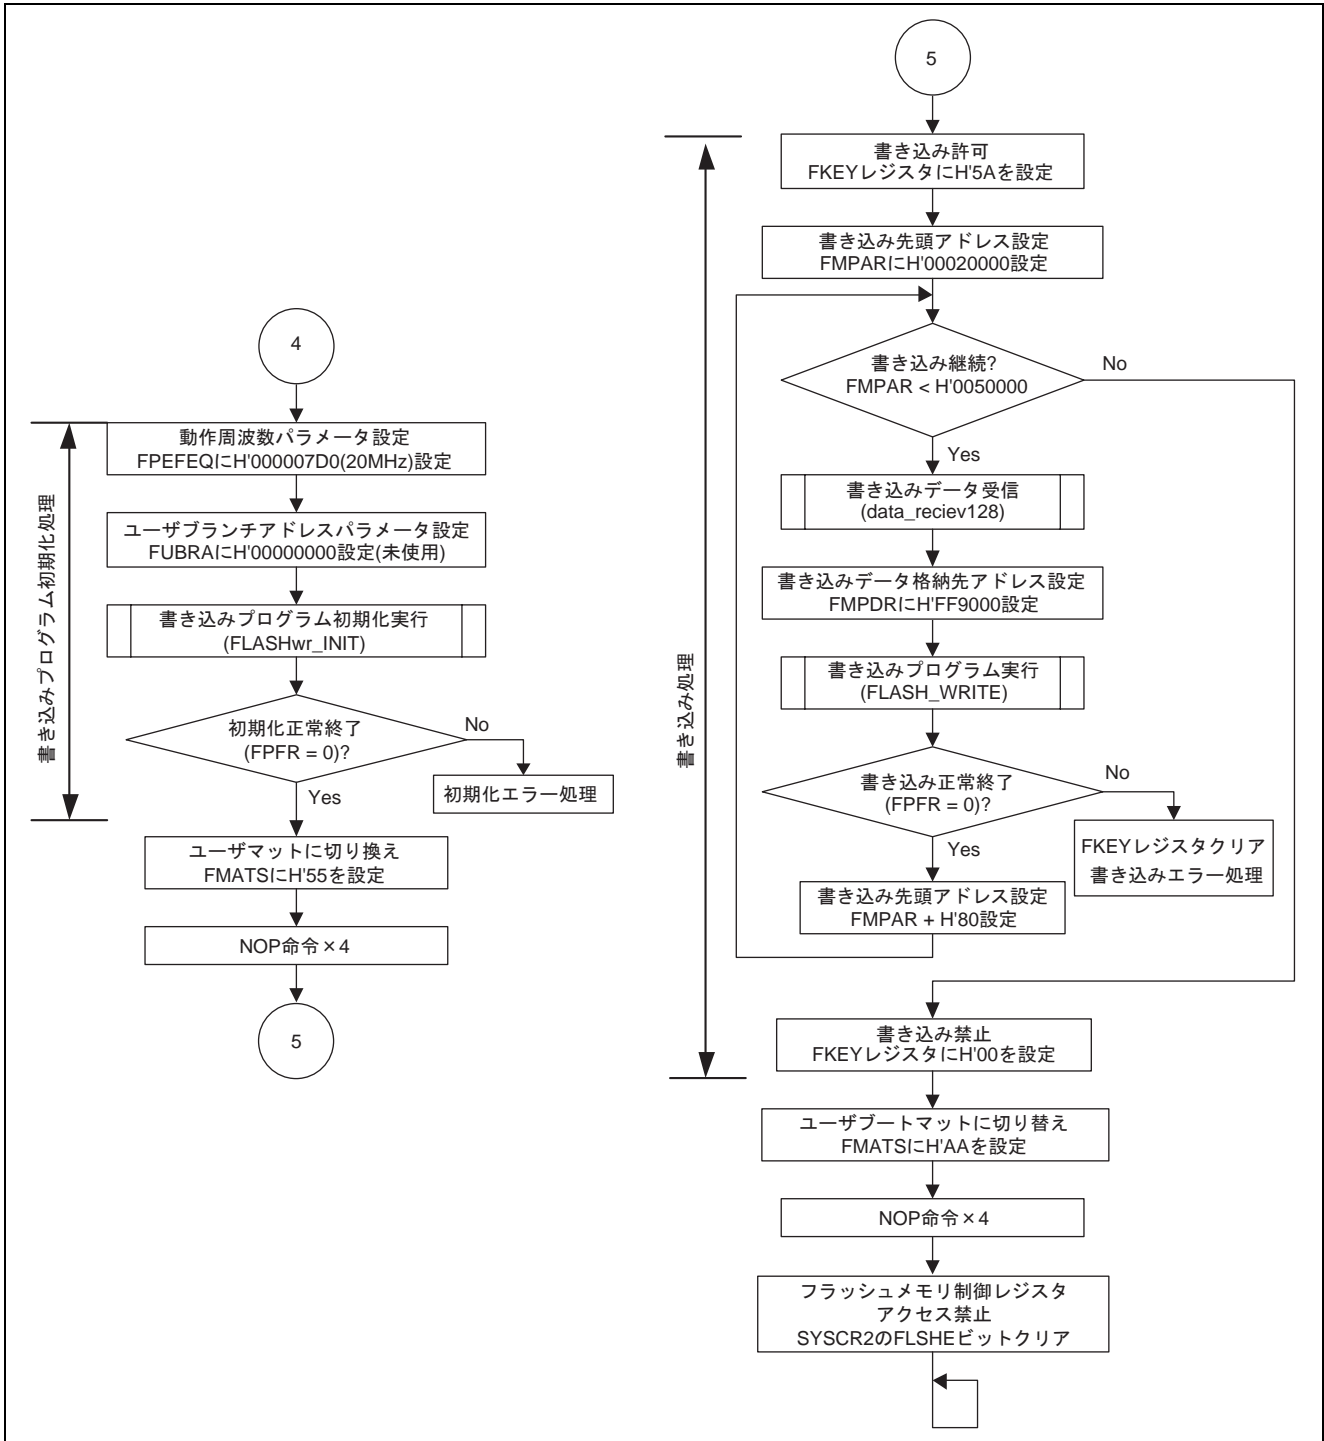 4
動作周波数パラメータ設定
FPEFEQにH'000007D0(20MHz)設定
ユーザブランチアドレスパラメータ設定
FUBRAにH'00000000設定(未使用)
書き込みプログラム初期化実行
(FLASHwr_INIT)
初期化正常終了
(FPFR = 0)?
No
初期化エラー処理
Yes
書き込みプログラム初期化処理
ユーザマットに切り換え
FMATSにH'55を設定
NOP命令×4
5
5
書き込み許可
FKEYレジスタにH'5Aを設定
書き込み先頭アドレス設定
FMPARにH'00020000設定
書き込み継続?
FMPAR < H'0050000
No
Yes
書き込みデータ受信
(data_reciev128)
書き込みデータ格納先アドレス設定
FMPDRにH'FF9000設定
書き込みプログラム実行
(FLASH_WRITE)
書き込み正常終了
(FPFR = 0)?
No
FKEYレジスタクリア
書き込みエラー処理
Yes
書き込み先頭アドレス設定
FMPAR + H'80設定
書き込み処理
書き込み禁止
FKEYレジスタにH'00を設定
ユーザブートマットに切り替え
FMATSにH'AAを設定
NOP命令×4
フラッシュメモリ制御レジスタ
アクセス禁止
SYSCR2のFLSHEビットクリア